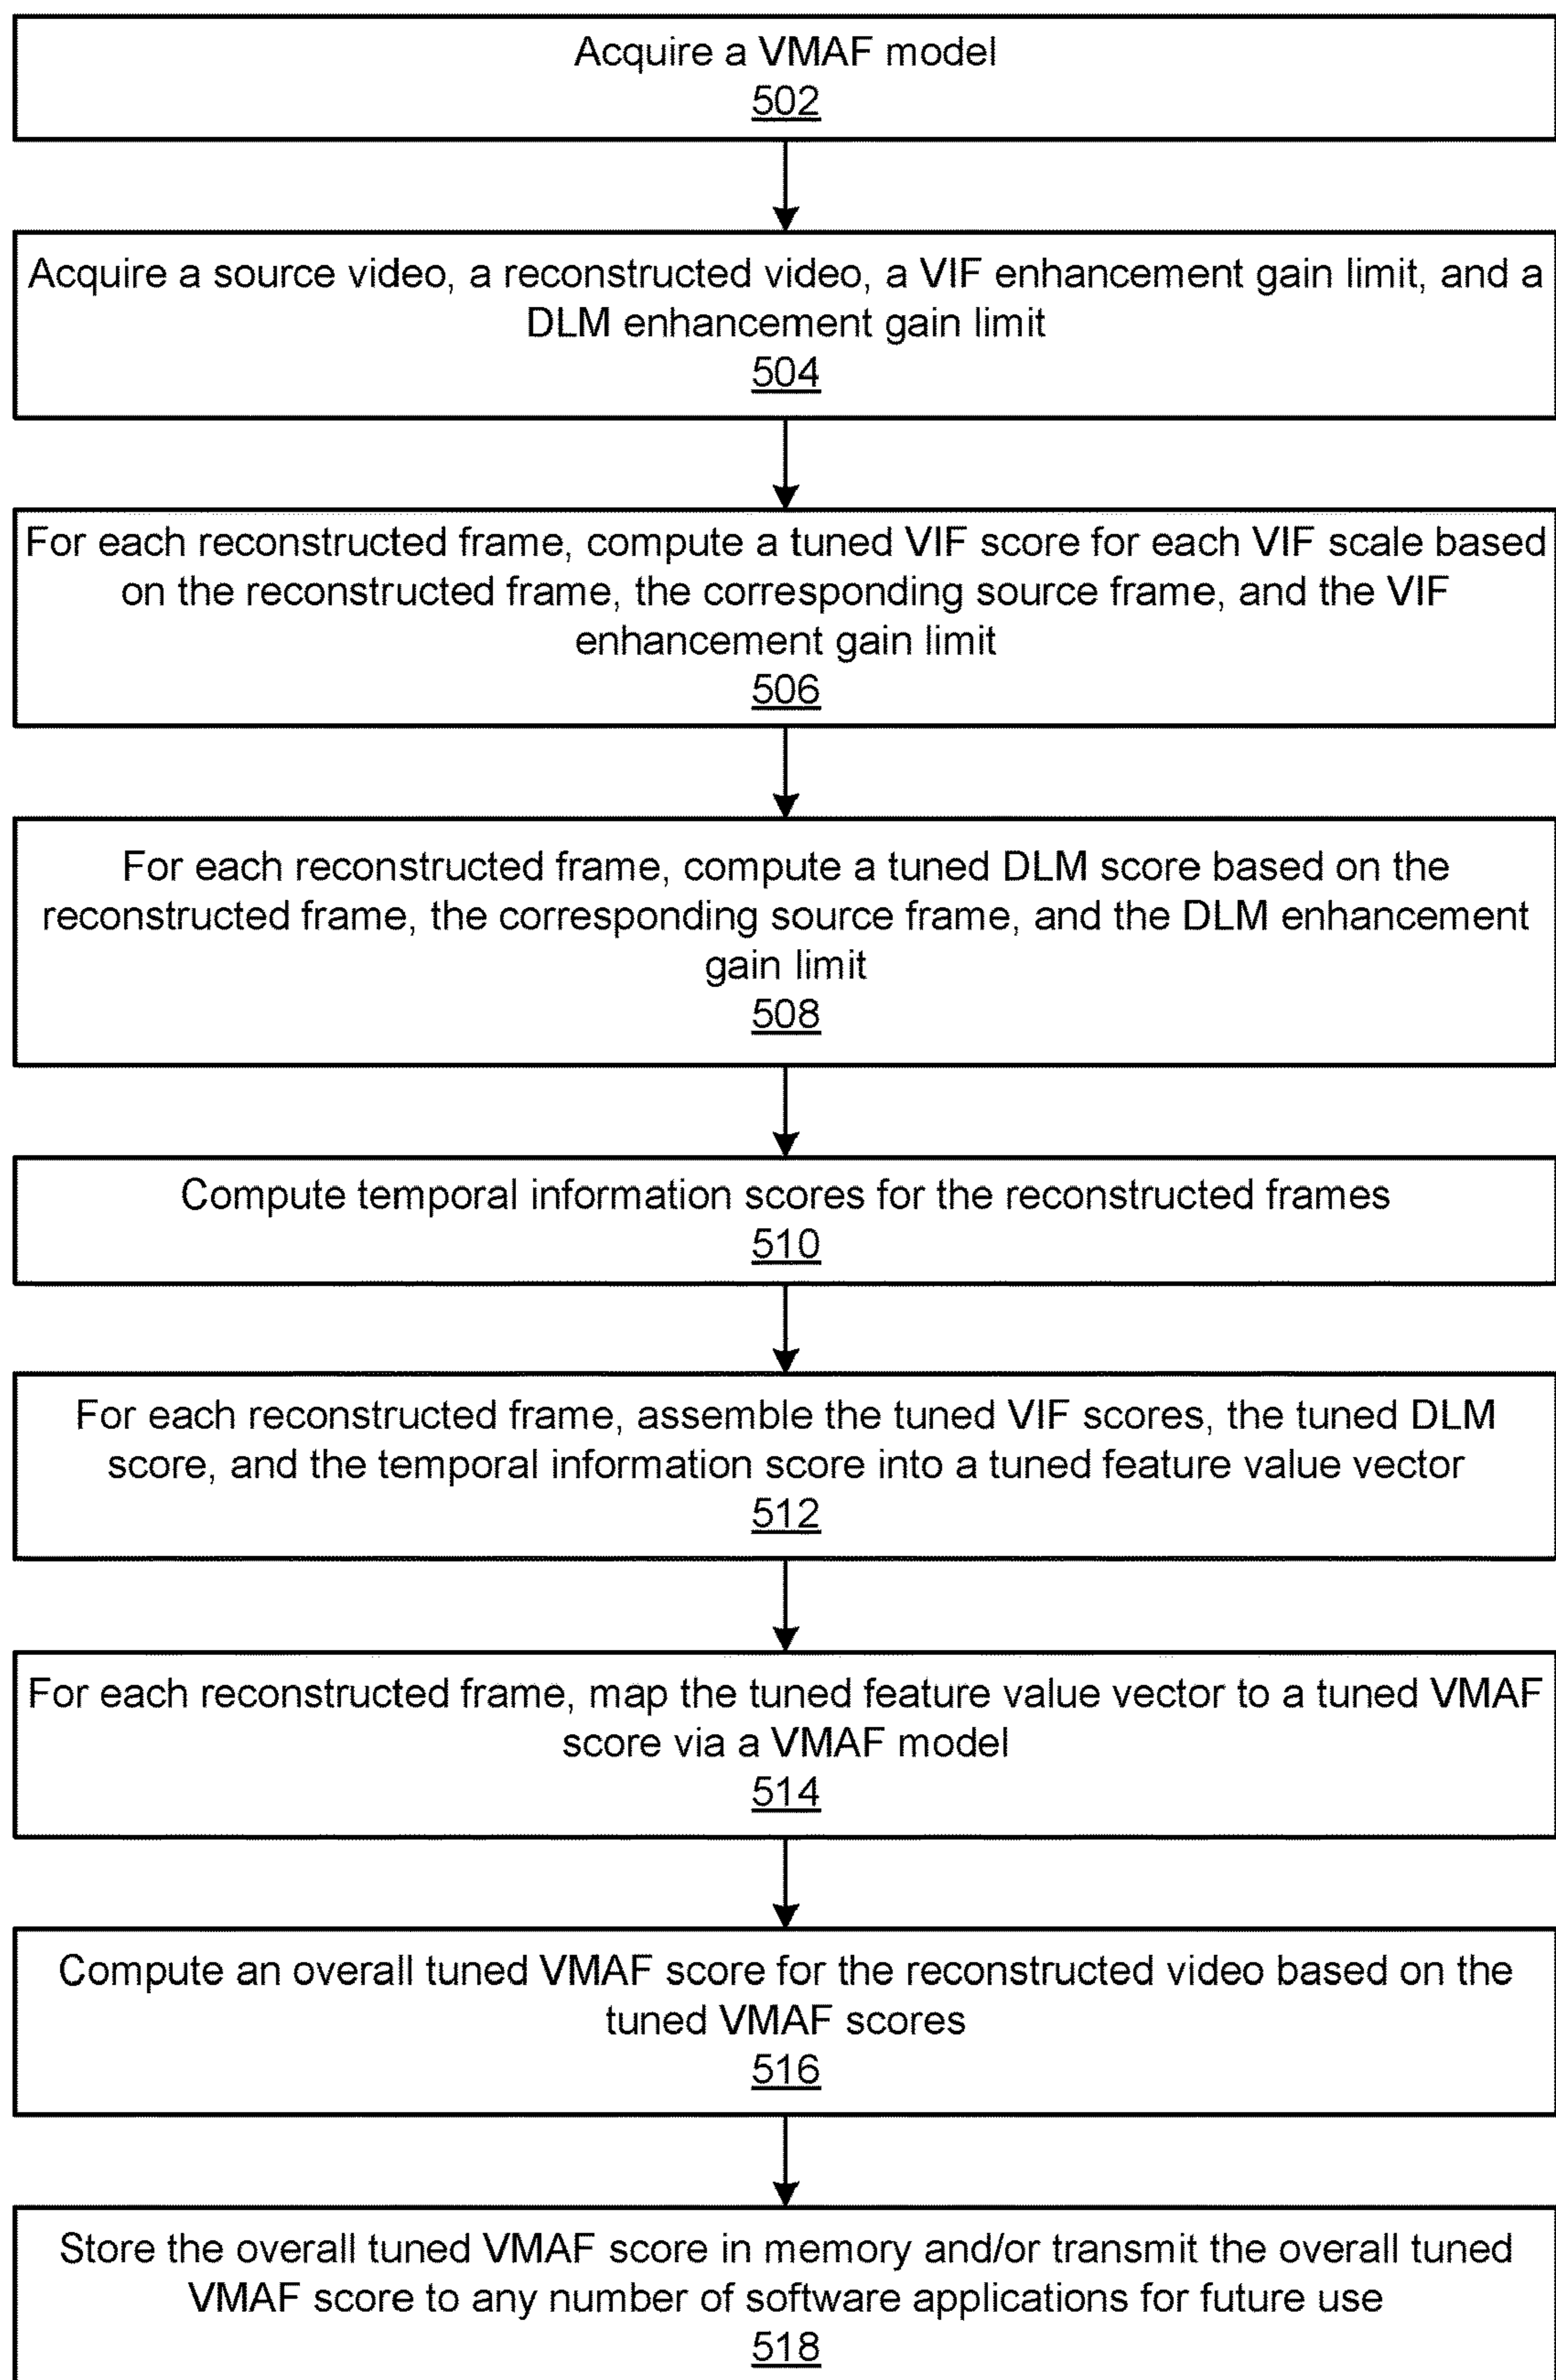 Acquire a VMAF model
502
Acquire a source video, a reconstructed video, a VIF enhancement gain limit, and a
DLM enhancement gain limit
504
For each reconstructed frame, compute a tuned VIF score for each VIF scale based
on the reconstructed frame, the corresponding source frame, and the VIF
enhancement gain limit
506
For each reconstructed frame, compute a tuned DLM score based on the
reconstructed frame, the corresponding source frame, and the DLM enhancement
gain limit
508
Compute temporal information scores for the reconstructed frames
510
For each reconstructed frame, assemble the tuned VIF scores, the tuned DLM
score, and the temporal information score into a tuned feature value vector
512
For each reconstructed frame, map the tuned feature value vector to a tuned VMAF
score via a VMAF model
514
Compute an overall tuned VMAF score for the reconstructed video based on the
tuned VMAF scores
516
Store the overall tuned VMAF score in memory and/or transmit the overall tuned
VMAF score to any number of software applications for future use
518